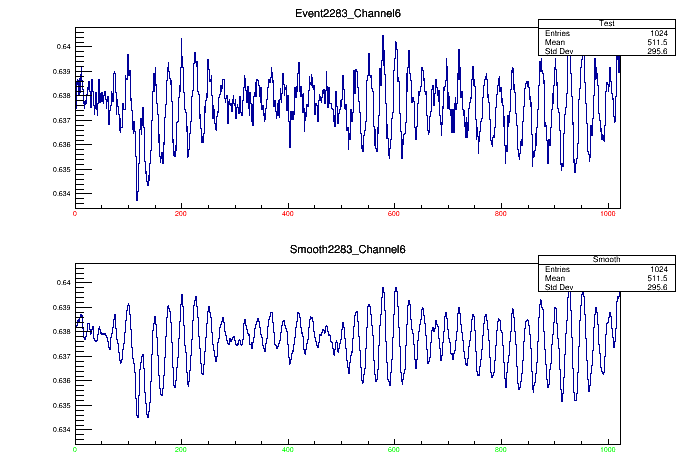 Event2283_Channel6
Test
Entries 1024
Mean 511.5
Std Dev 295.6
0.64
0.639
0.638
0.637
0.636
0.635
0.634
0 200 400 600 800 1000
Smooth2283_Channel6
Smooth
Entries 1024
Mean 511.5
Std Dev 295.6
0.64
0.639
0.638
0.637
0.636
0.635
0.634
0 200 400 600 800 1000